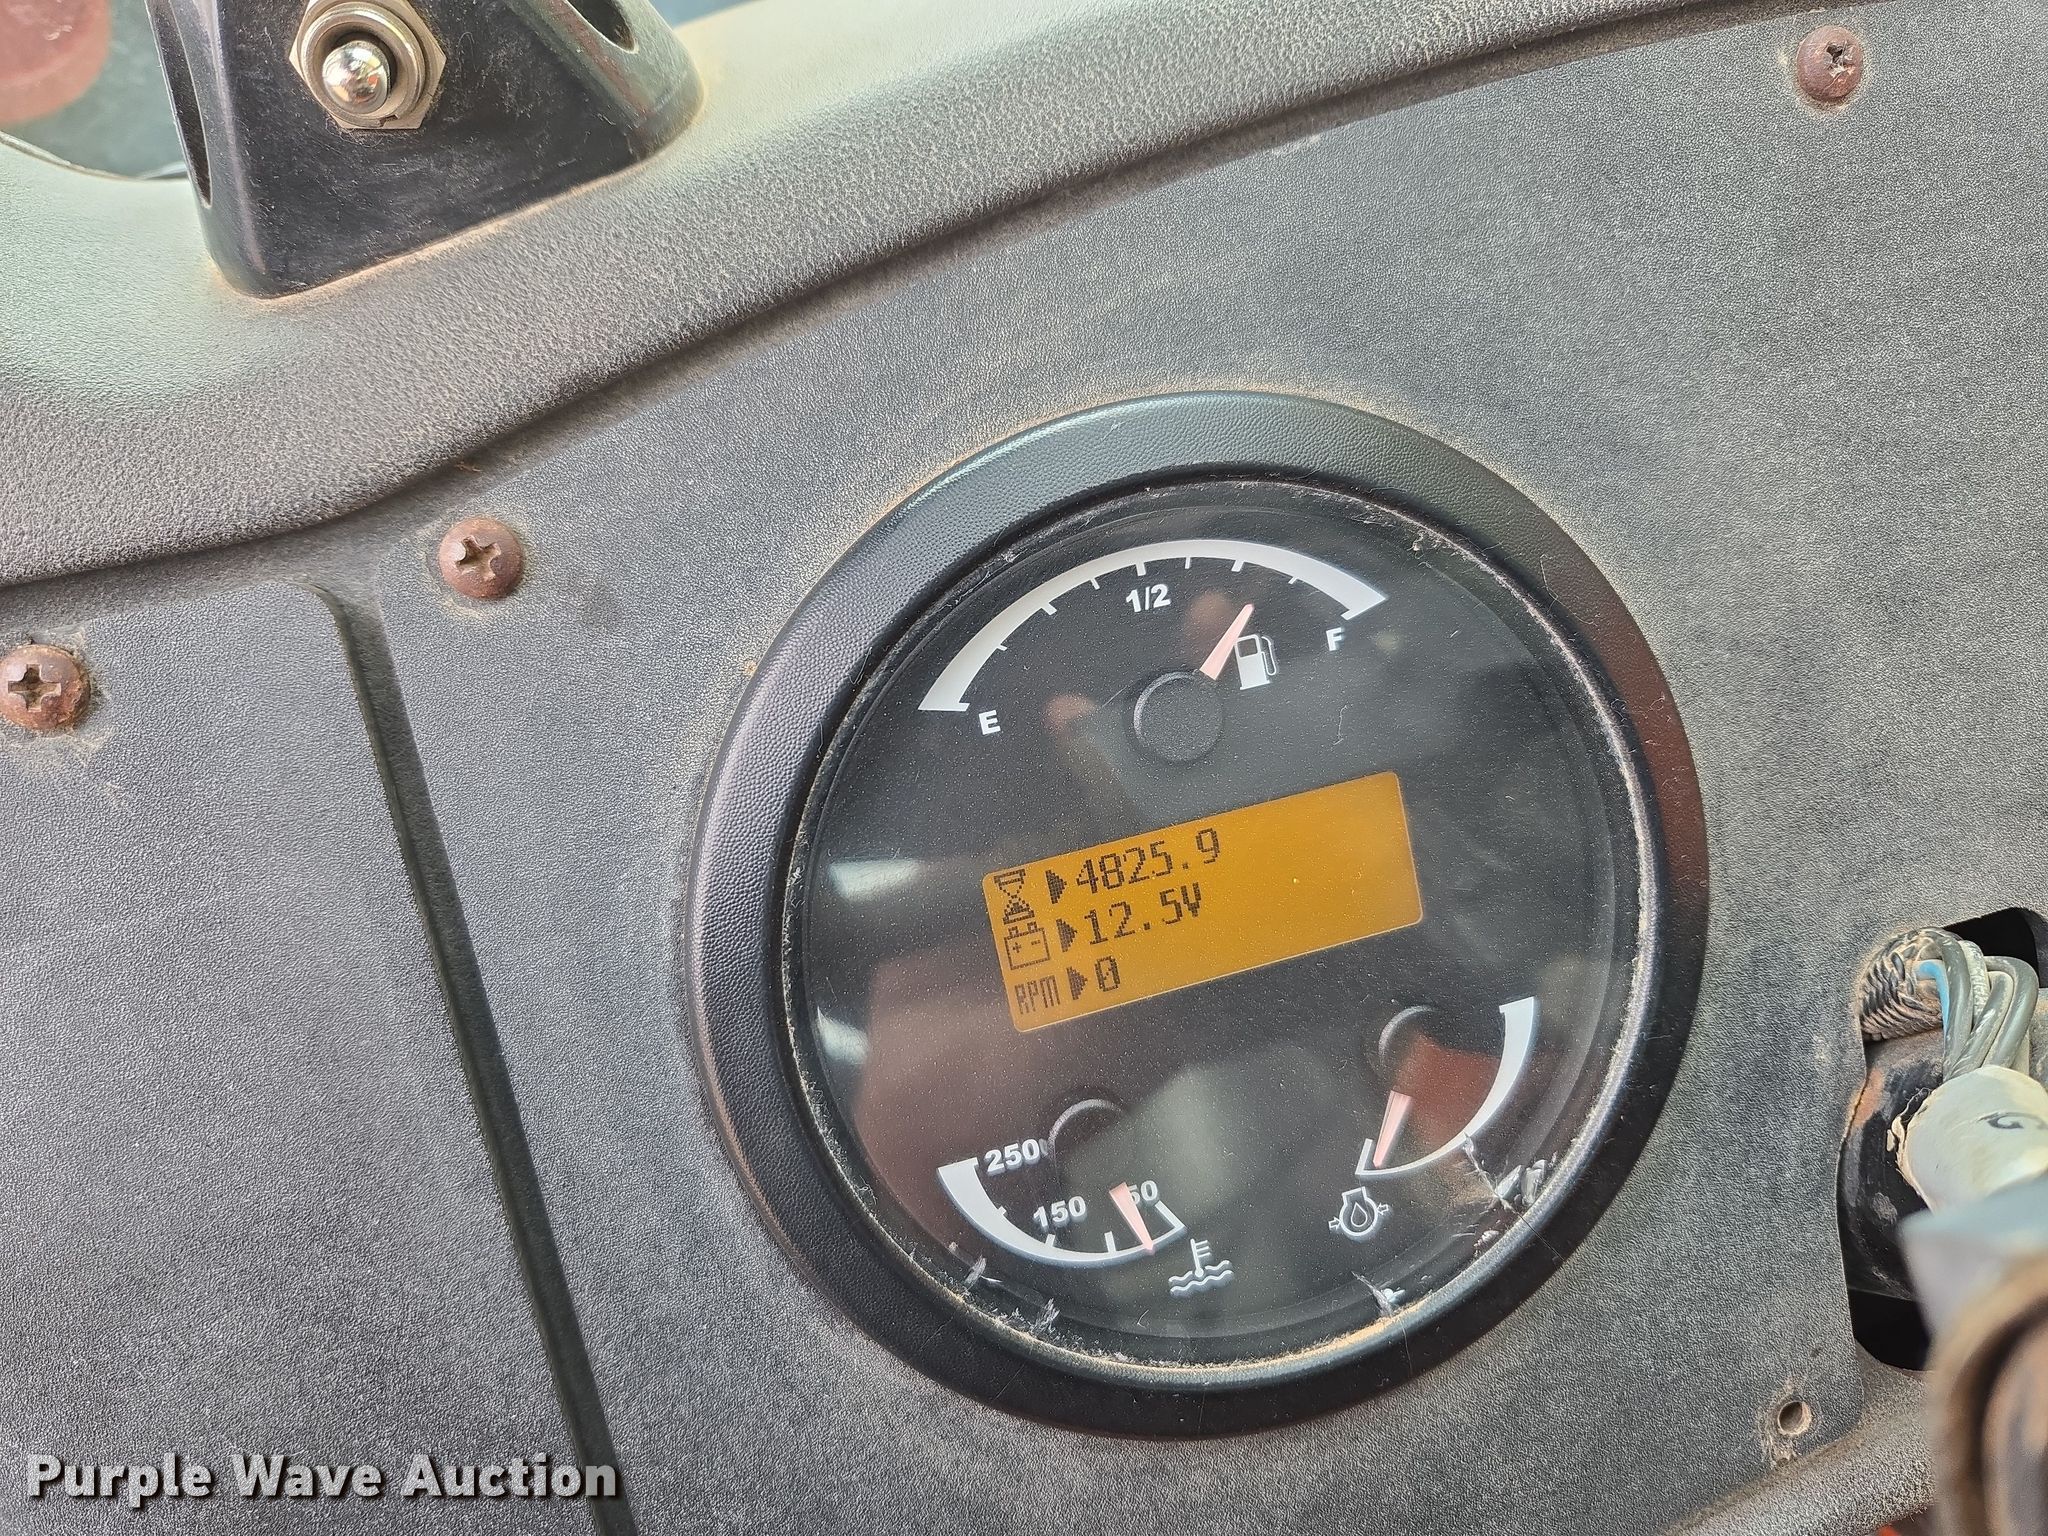 1/2
E
F
4825.9
12.5V
RPM 0
250
150
50
G
Purple Wave Auction